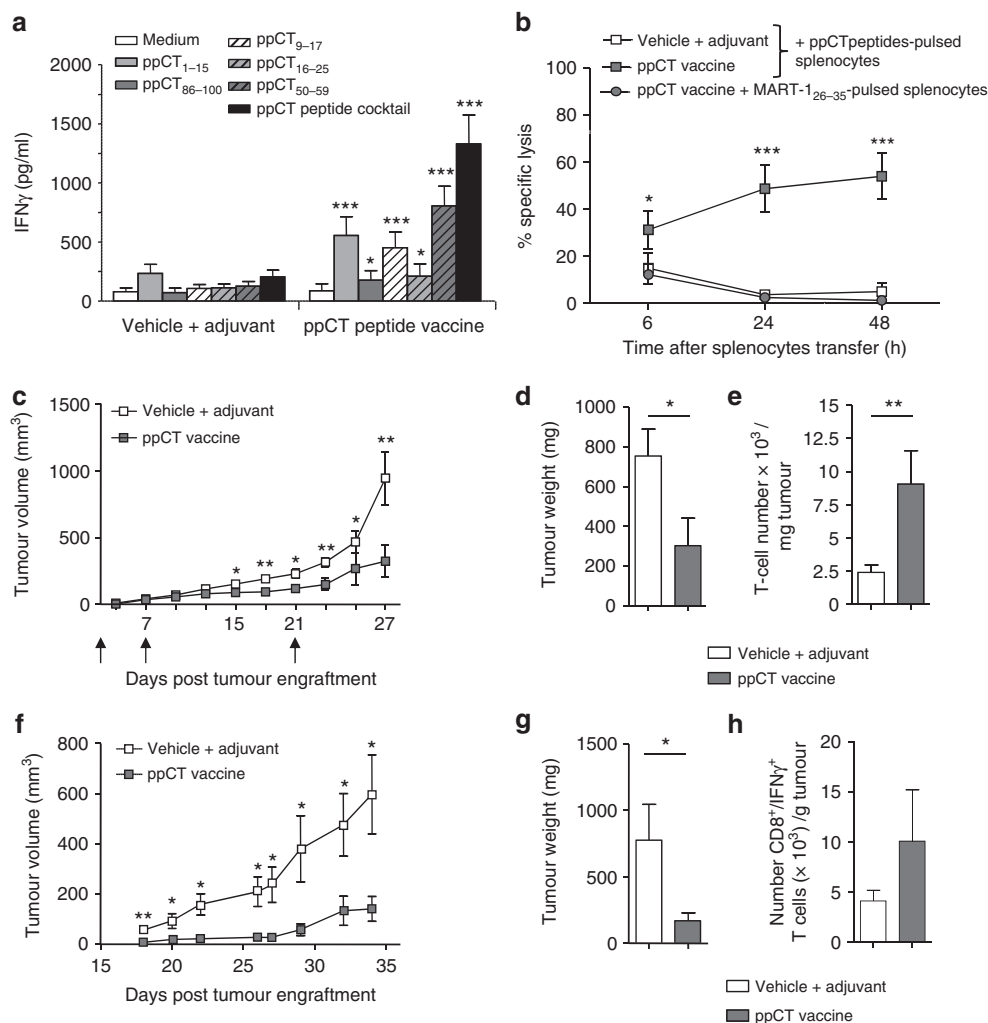 a
Medium
ppCT1–15
ppCT86–100
ppCT9–17
ppCT16–25
ppCT50–59
ppCT peptide cocktail
2000
1500
1000
500
0
IFNγ (pg/ml)
***
*
***
*
***
***
Vehicle + adjuvant
ppCT peptide vaccine
b
Vehicle + adjuvant
ppCT vaccine
+ ppCTpeptides-pulsed
splenocytes
ppCT vaccine + MART-126–35-pulsed splenocytes
100
80
60
40
20
0
% specific lysis
*
***
***
6
24
48
Time after splenocytes transfer (h)
c
Vehicle + adjuvant
ppCT vaccine
1500
1000
500
0
Tumour volume (mm3)
*
**
*
**
*
**
7
15
21
27
Days post tumour engraftment
d
1000
800
600
400
200
0
Tumour weight (mg)
*
e
15
12.5
10
7.5
5
2.5
0
T-cell number × 103 /
mg tumour
**
Vehicle + adjuvant
ppCT vaccine
f
Vehicle + adjuvant
ppCT vaccine
800
600
400
200
0
Tumour volume (mm3)
**
*
*
*
*
*
*
*
15
20
25
30
35
Days post tumour engraftment
g
1500
1000
500
0
Tumour weight (mg)
*
h
20
15
10
5
0
Number CD8+/IFNγ+
T cells (× 103) /g tumour
Vehicle + adjuvant
ppCT vaccine